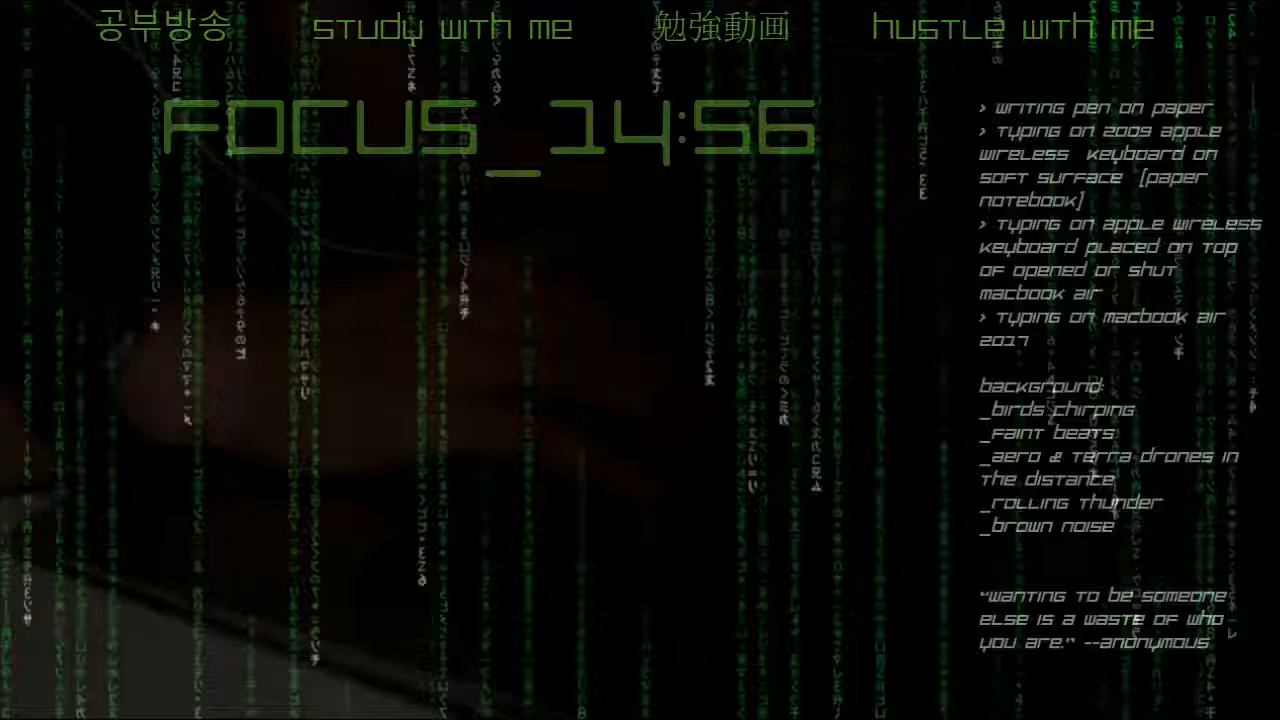 공부방송 study with me 勉強動画 hustle with me
FOCUS_14:56
> writing pen on paper
> typing on 2009 apple
wireless keyboard on
soft surface [paper
notebook]
> typing on apple wireless
keyboard placed on top
of opened or shut
macbook air
> typing on macbook air
2017
background:
_birds chirping
_faint beats
_aero & terra drones in
the distance
_rolling thunder
_brown noise
"wanting to be someone
else is a waste of who
you are." --anonymous